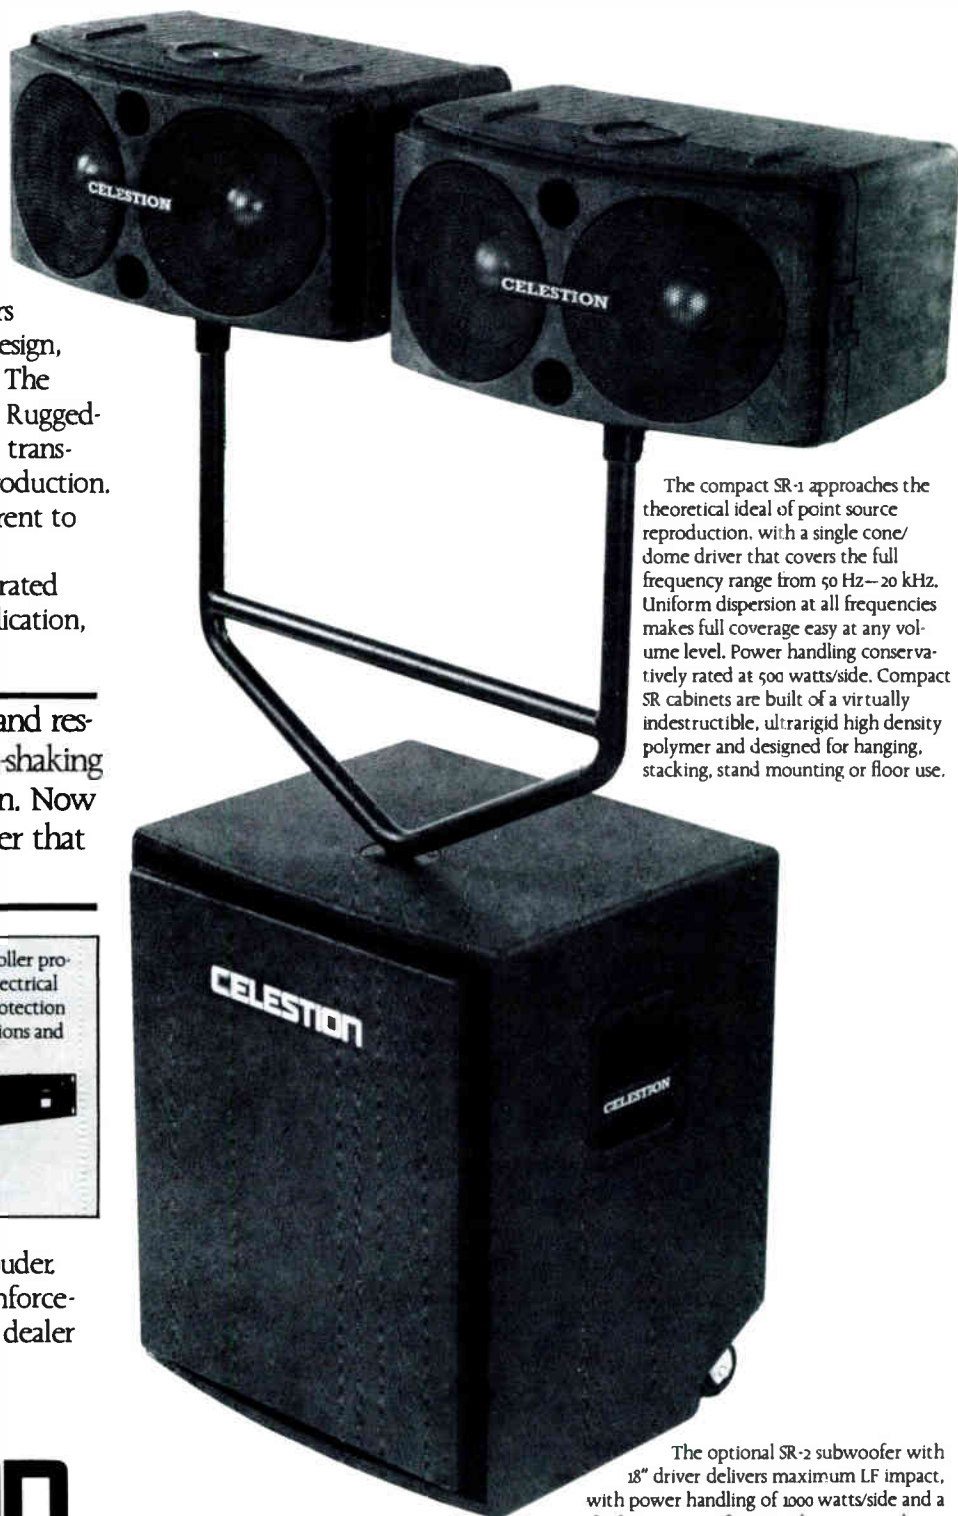 CELESTION
CELESTION
rs
esign,
The
Rugged-
trans-
oduction.
rent to
rated
lication,
and res-
-shaking
n. Now
er that
oller pro-
lectrical
otection
ions and
uder.
nforce-
dealer
The compact SR-1 approaches the
theoretical ideal of point source
reproduction, with a single cone/
dome driver that covers the full
frequency range from 50 Hz–20 kHz.
Uniform dispersion at all frequencies
makes full coverage easy at any vol-
ume level. Power handling conserva-
tively rated at 500 watts/side. Compact
SR cabinets are built of a virtually
indestructible, ultrarigid high density
polymer and designed for hanging,
stacking, stand mounting or floor use.
CELESTION
CELESTION
The optional SR-2 subwoofer with
18" driver delivers maximum LF impact,
with power handling of 1000 watts/side and a